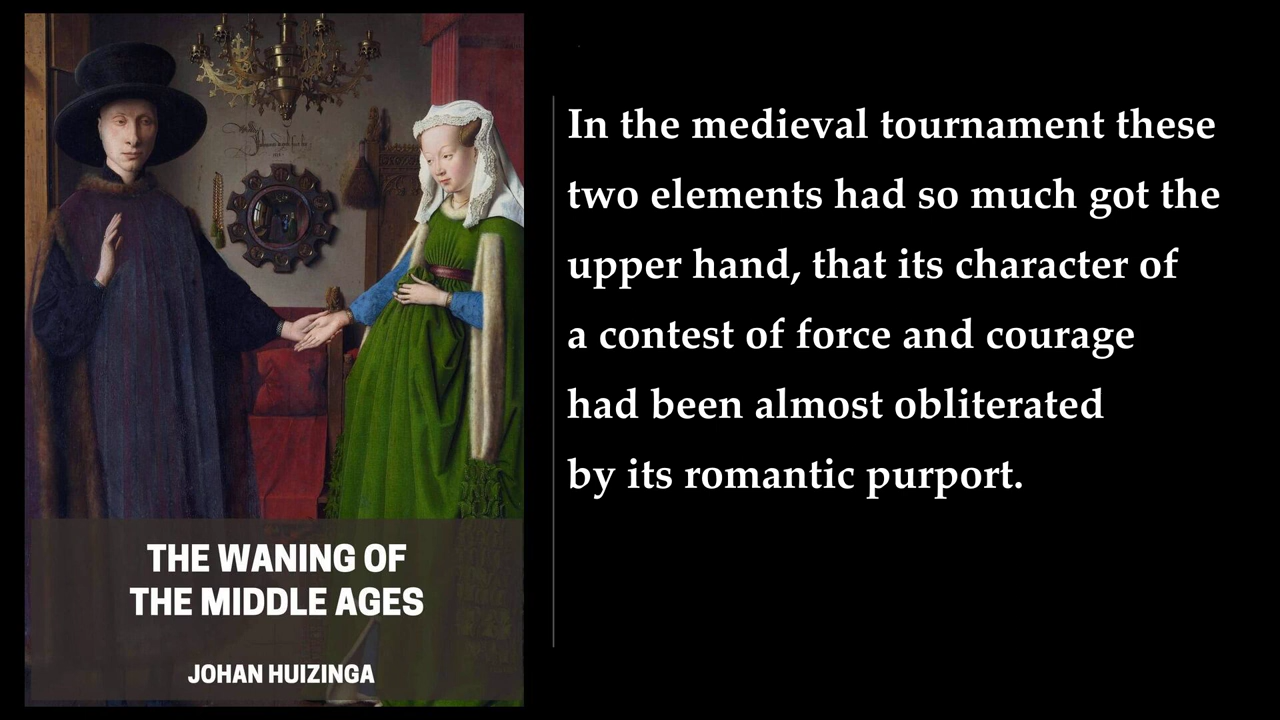 THE WANING OF
THE MIDDLE AGES
JOHAN HUIZINGA
In the medieval tournament these
two elements had so much got the
upper hand, that its character of
a contest of force and courage
had been almost obliterated
by its romantic purport.